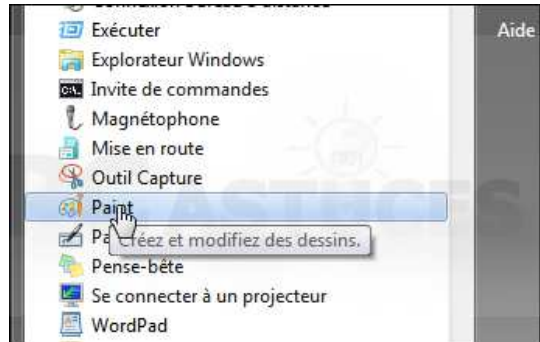 Exécuter
Aide
Explorateur Windows
Invite de commandes
Magnétophone
Mise en route
Outil Capture
Paint
Créez et modifiez des dessins.
Pense-bête
Se connecter à un projecteur
WordPad
ASTUCES